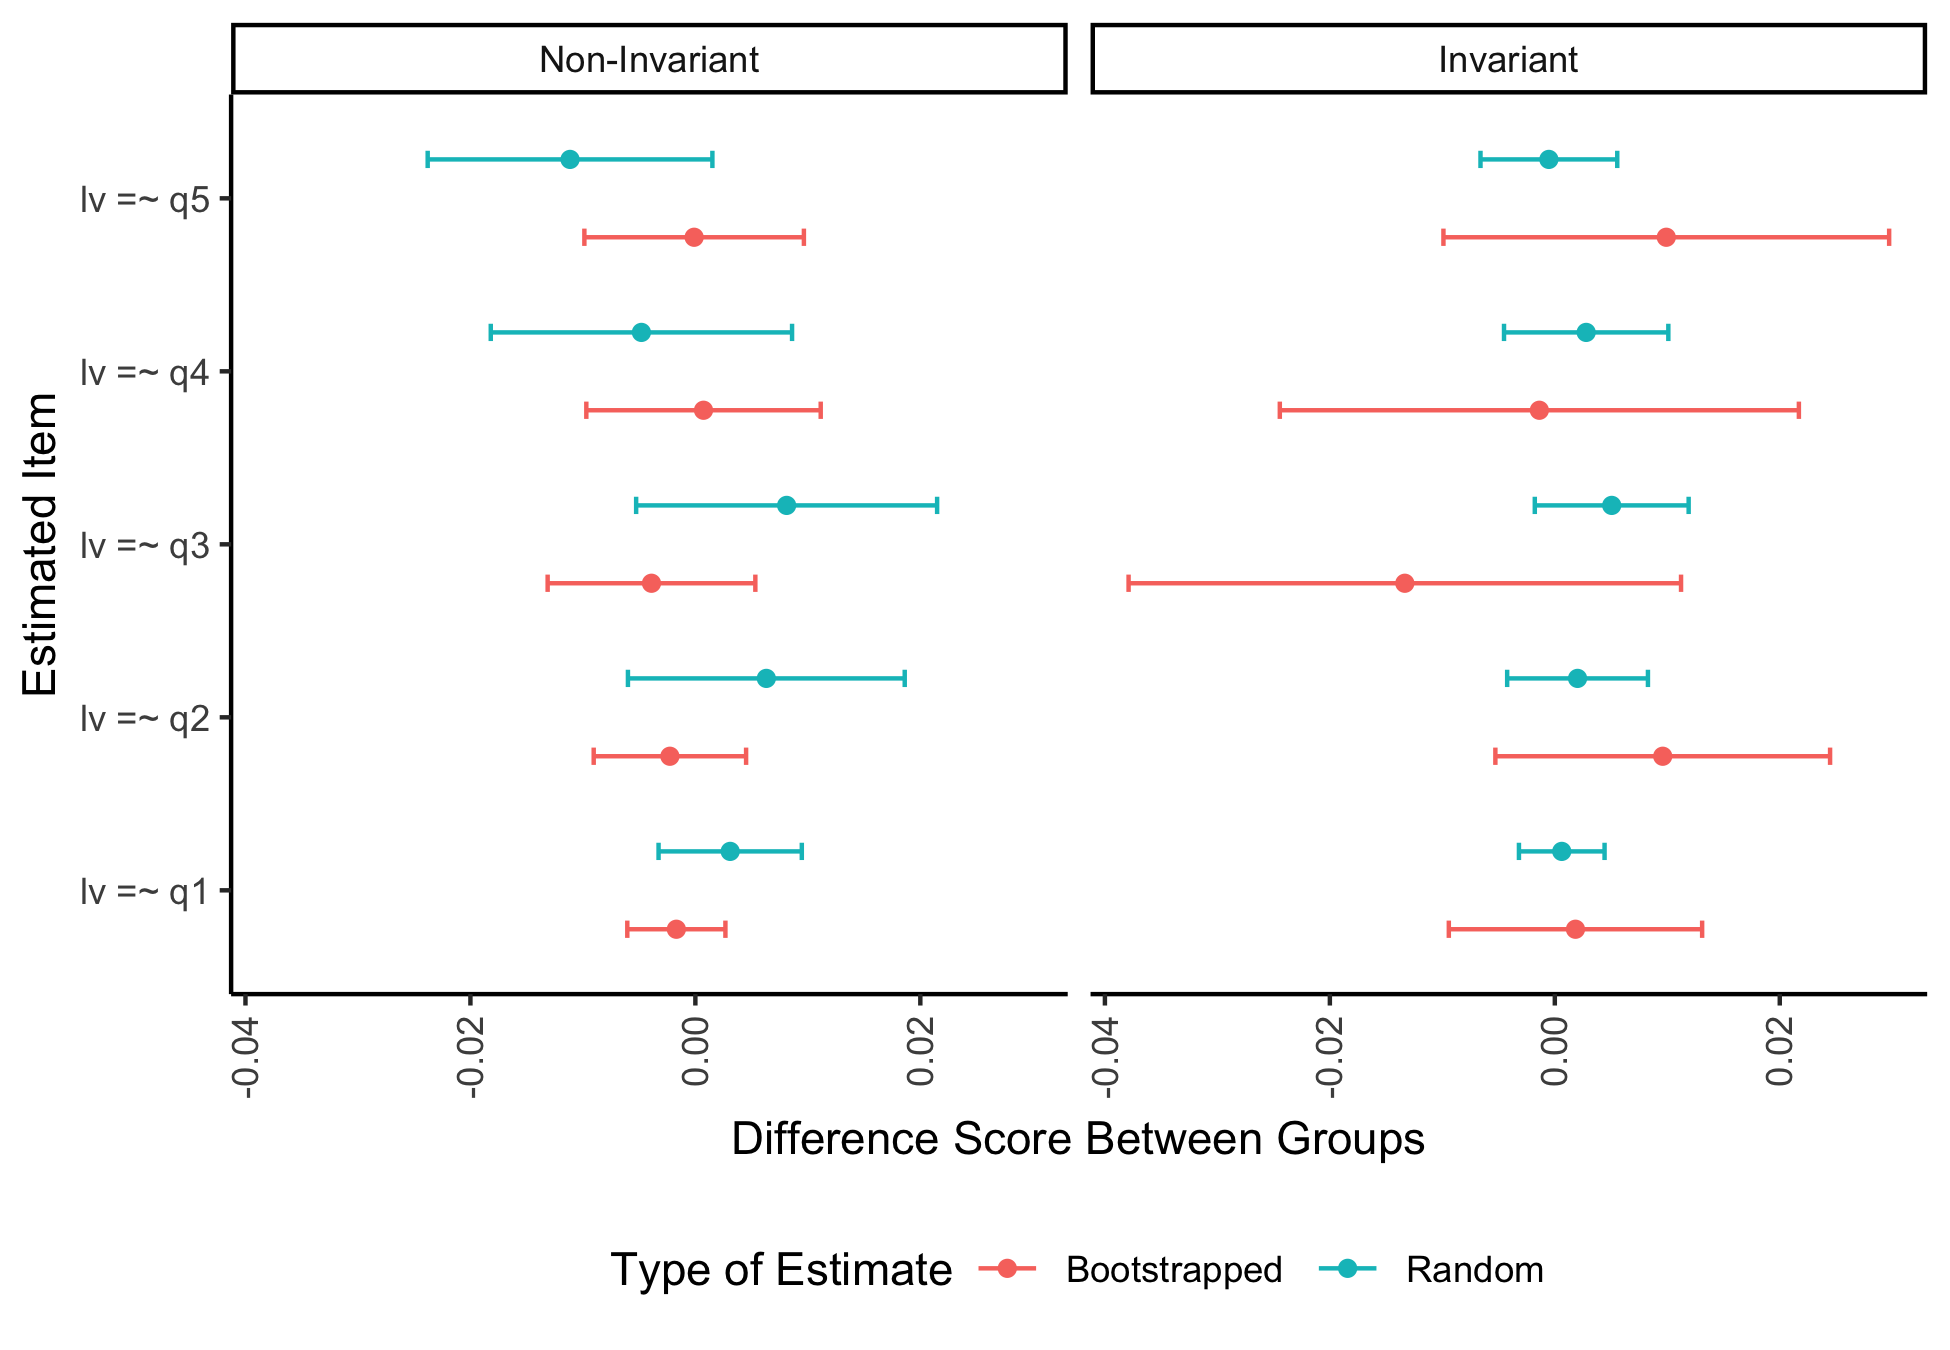 Non-Invariant
Invariant
Estimated Item
lv =~ q5
lv =~ q4
lv =~ q3
lv =~ q2
lv =~ q1
-0.04
-0.02
0.00
0.02
-0.04
-0.02
0.00
0.02
Difference Score Between Groups
Type of Estimate Bootstrapped Random